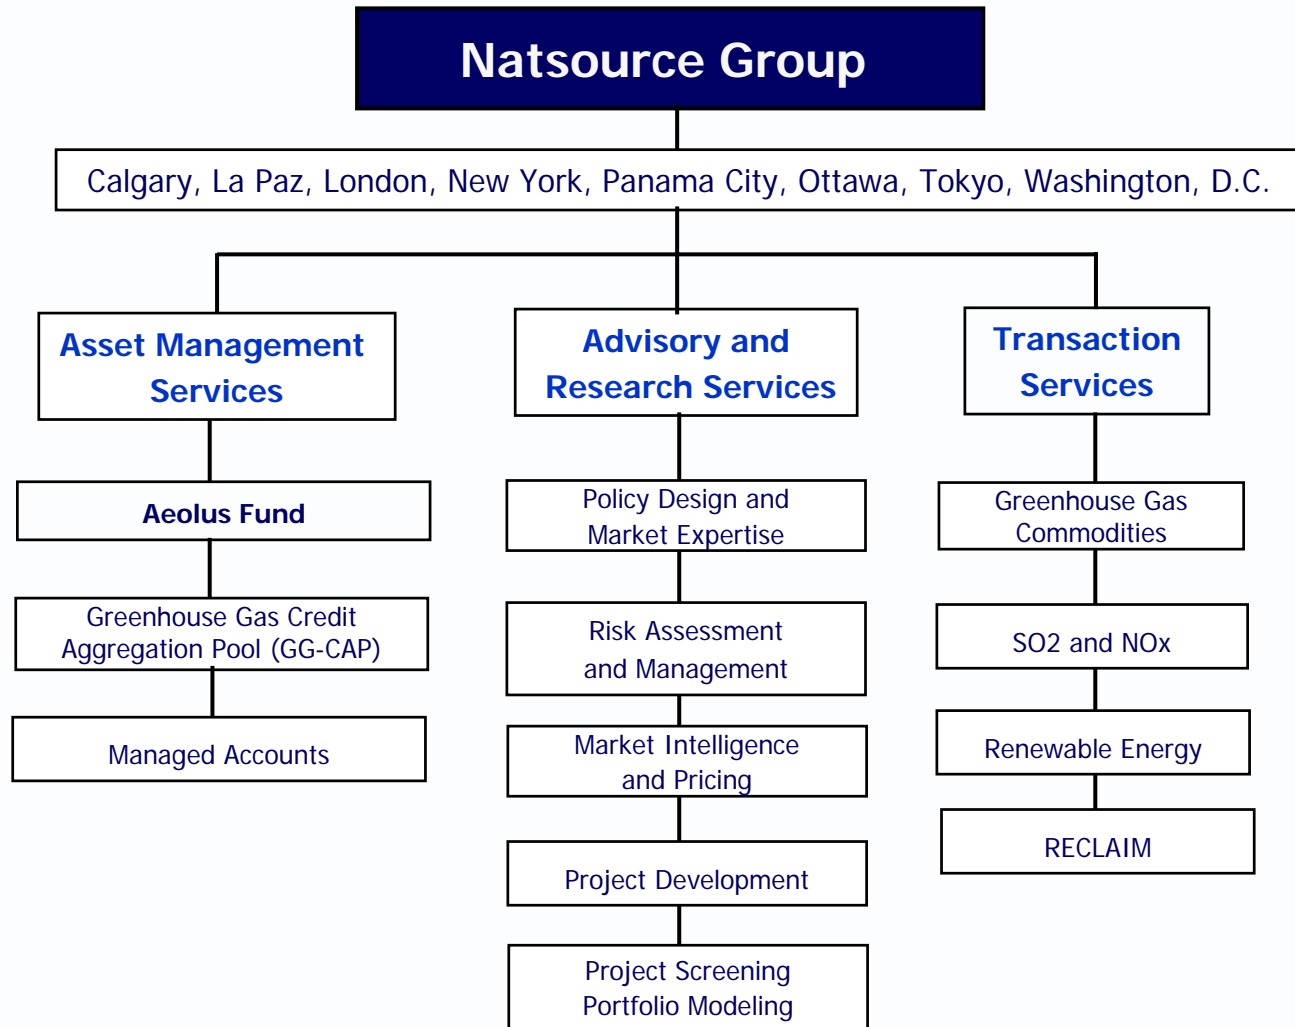 Natsource Group
Calgary, La Paz, London, New York, Panama City, Ottawa, Tokyo, Washington, D.C.
Asset Management
Services
Aeolus Fund
Greenhouse Gas Credit
Aggregation Pool (GG-CAP)
Managed Accounts
Advisory and
Research Services
Policy Design and
Market Expertise
Risk Assessment
and Management
Market Intelligence
and Pricing
Project Development
Project Screening
Portfolio Modeling
Transaction
Services
Greenhouse Gas
Commodities
SO2 and NOx
Renewable Energy
RECLAIM